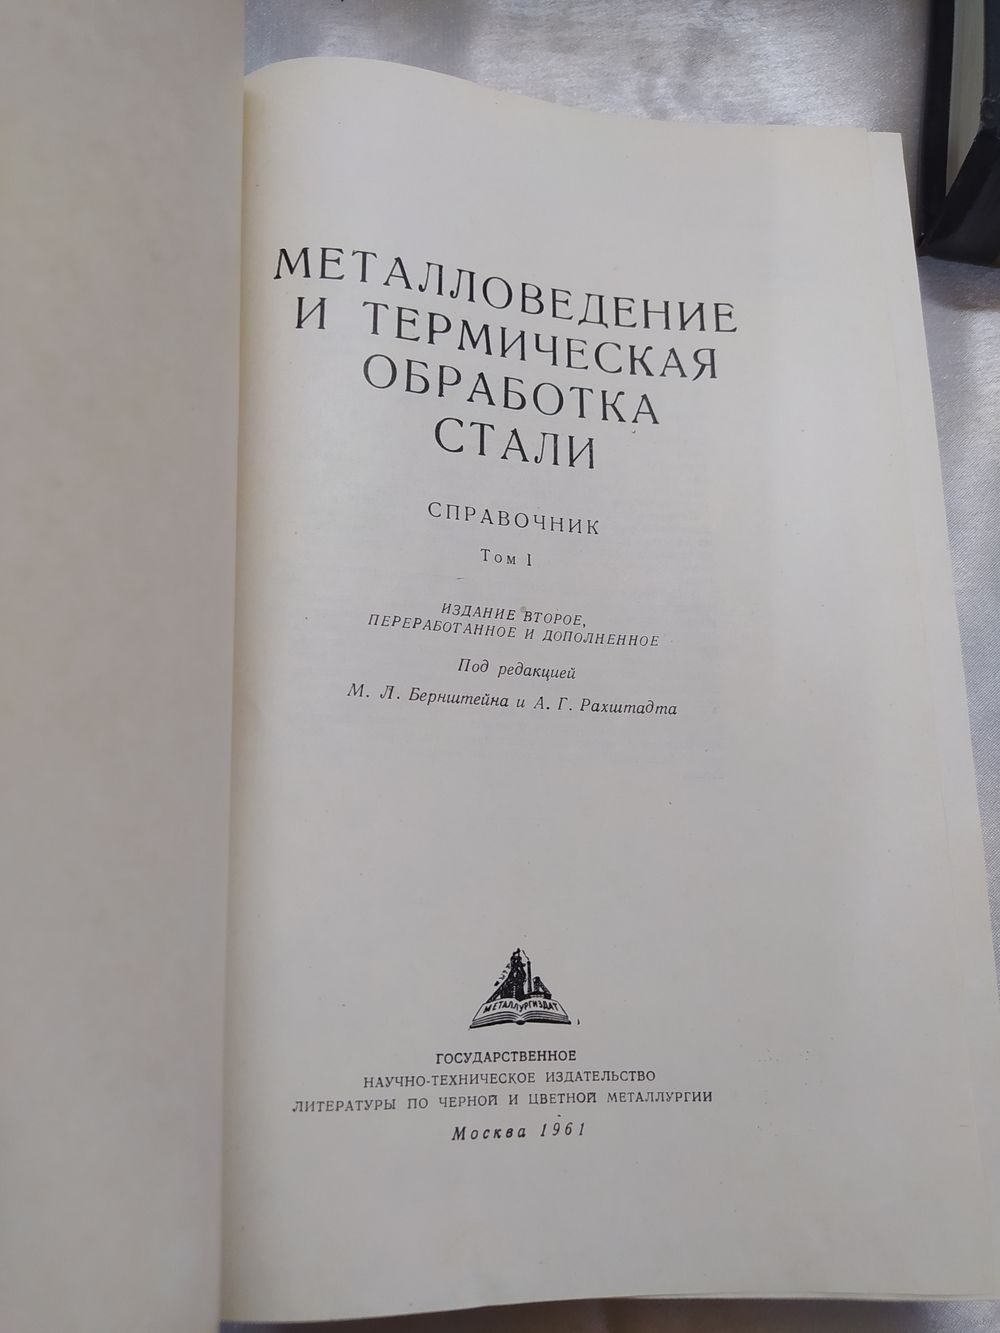 МЕТАЛЛОВЕДЕНИЕ
И ТЕРМИЧЕСКАЯ
ОБРАБОТКА
СТАЛИ
СПРАВОЧНИК
Том I
ИЗДАНИЕ ВТОРОЕ,
ПЕРЕРАБОТАННОЕ И ДОПОЛНЕННОЕ
Под редакцией
М. Л. Бернштейна и А. Г. Рахштадта
МЕТАЛЛУРГИЗДАТ
ГОСУДАРСТВЕННОЕ
НАУЧНО-ТЕХНИЧЕСКОЕ ИЗДАТЕЛЬСТВО
ЛИТЕРАТУРЫ ПО ЧЕРНОЙ И ЦВЕТНОЙ МЕТАЛЛУРГИИ
Москва 1961